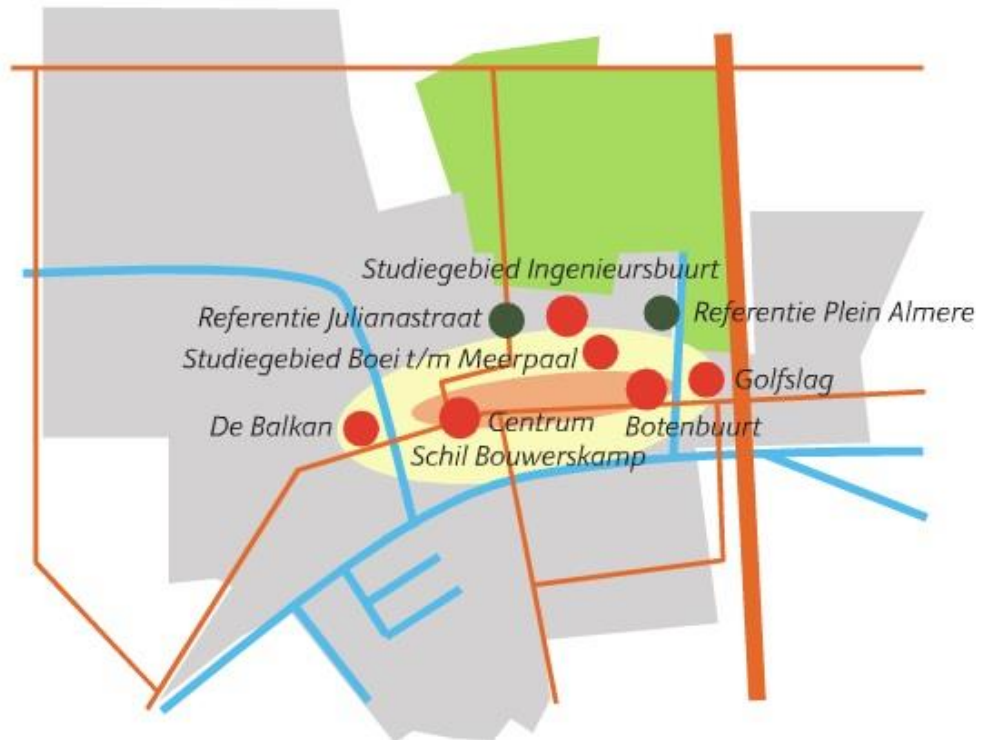 Studiegebied Ingenieursbuurt
Referentie Julianastraat
Referentie Plein Almere
Studiegebied Boei t/m Meerpaal
Golfslag
De Balkan
Centrum
Botenbuurt
Schil Bouwerskamp